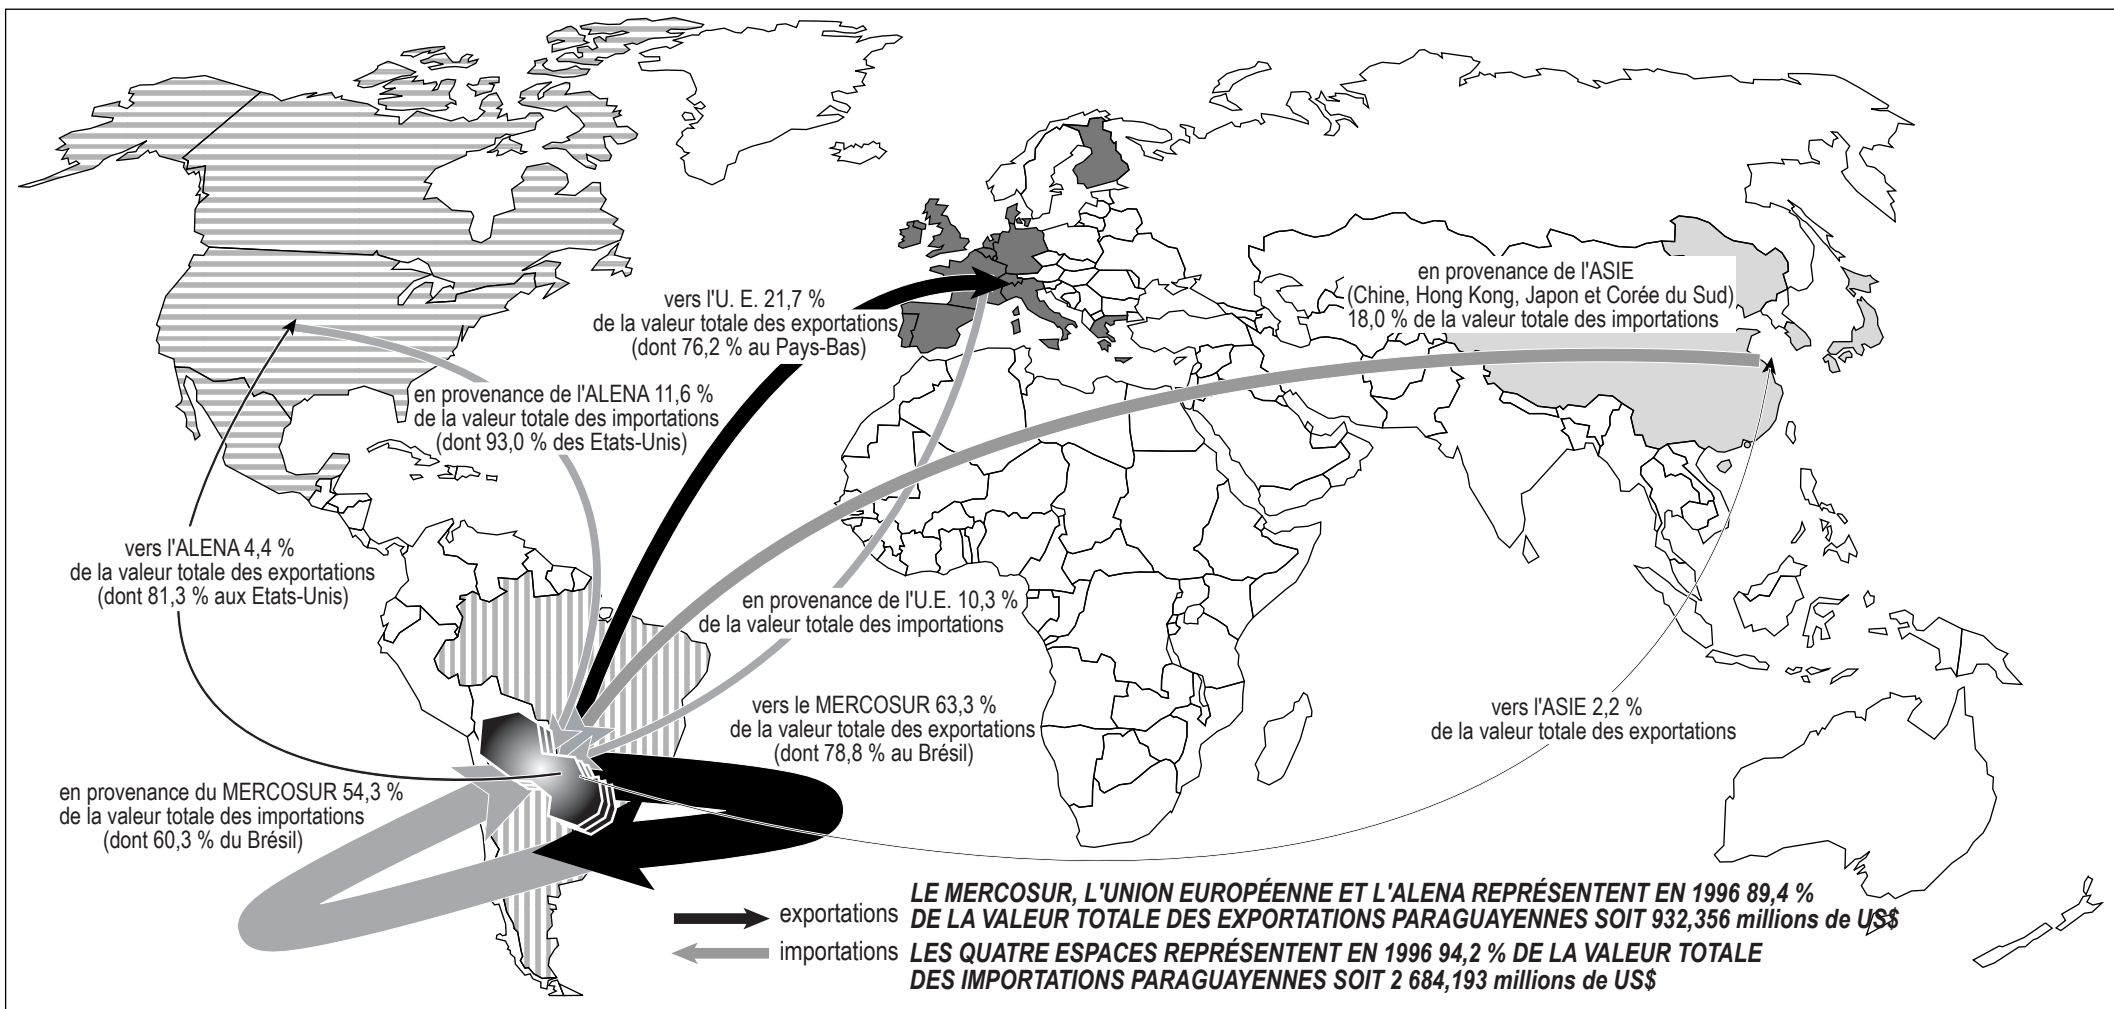 vers l'U. E. 21,7 %
de la valeur totale des exportations
(dont 76,2 % au Pays-Bas)
en provenance de l'ASIE
(Chine, Hong Kong, Japon et Corée du Sud)
18,0 % de la valeur totale des importations
en provenance de l'ALENA 11,6 %
de la valeur totale des importations
(dont 93,0 % des Etats-Unis)
vers l'ALENA 4,4 %
de la valeur totale des exportations
(dont 81,3 % aux Etats-Unis)
en provenance de l'U.E. 10,3 %
de la valeur totale des importations
vers le MERCOSUR 63,3 %
de la valeur totale des exportations
(dont 78,8 % au Brésil)
vers l'ASIE 2,2 %
de la valeur totale des exportations
en provenance du MERCOSUR 54,3 %
de la valeur totale des importations
(dont 60,3 % du Brésil)
exportations
LE MERCOSUR, L'UNION EUROPÉENNE ET L'ALENA REPRÉSENTENT EN 1996 89,4 %
DE LA VALEUR TOTALE DES EXPORTATIONS PARAGUAYENNES SOIT 932,356 millions de US$
importations
LES QUATRE ESPACES REPRÉSENTENT EN 1996 94,2 % DE LA VALEUR TOTALE
DES IMPORTATIONS PARAGUAYENNES SOIT 2 684,193 millions de US$